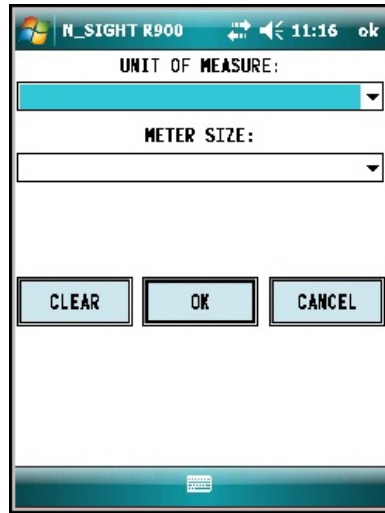 N_SIGHT R900 11:16 ok
UNIT OF MEASURE:
METER SIZE:
CLEAR OK CANCEL